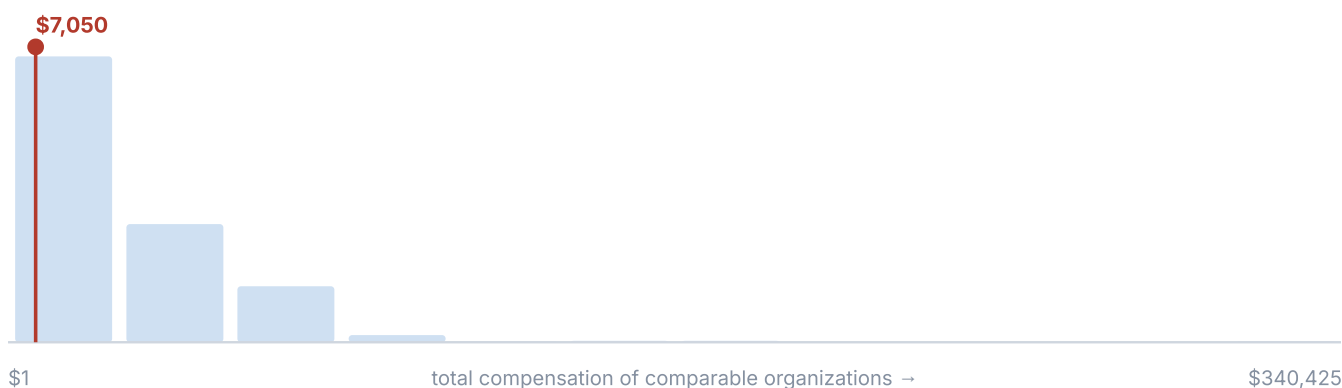 $7,050
$1 total compensation of comparable organizations → $340,425